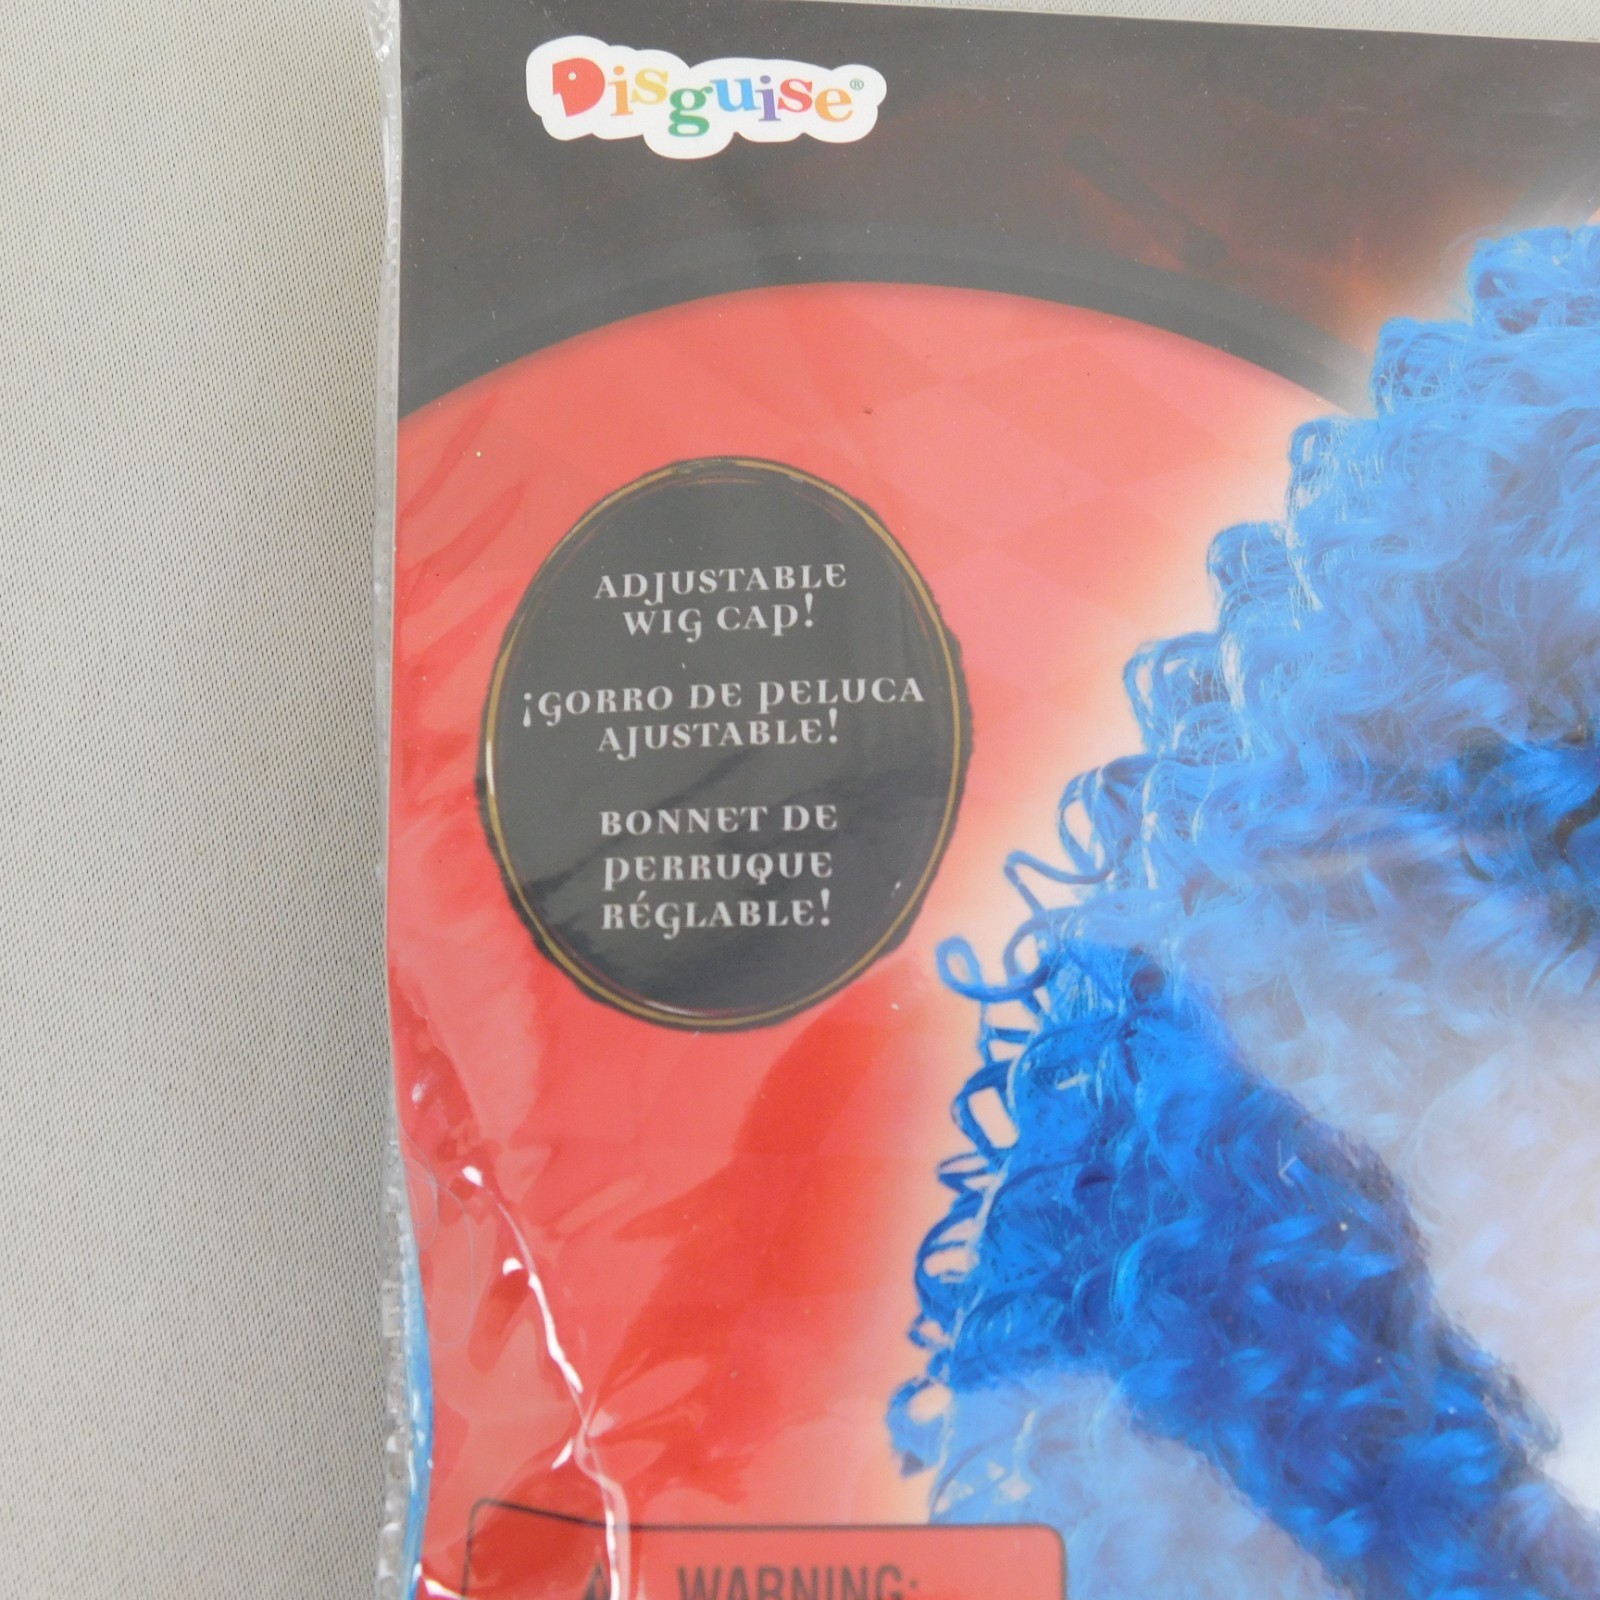 Disguise®
ADJUSTABLE
WIG CAP!
¡GORRO DE PELUCA
AJUSTABLE!
BONNET DE
PERRUQUE
RÉGLABLE!
WARNING: